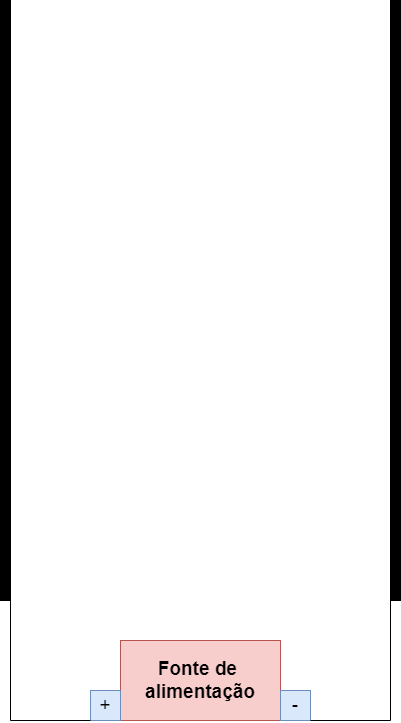 Fonte de
alimentação
+
-